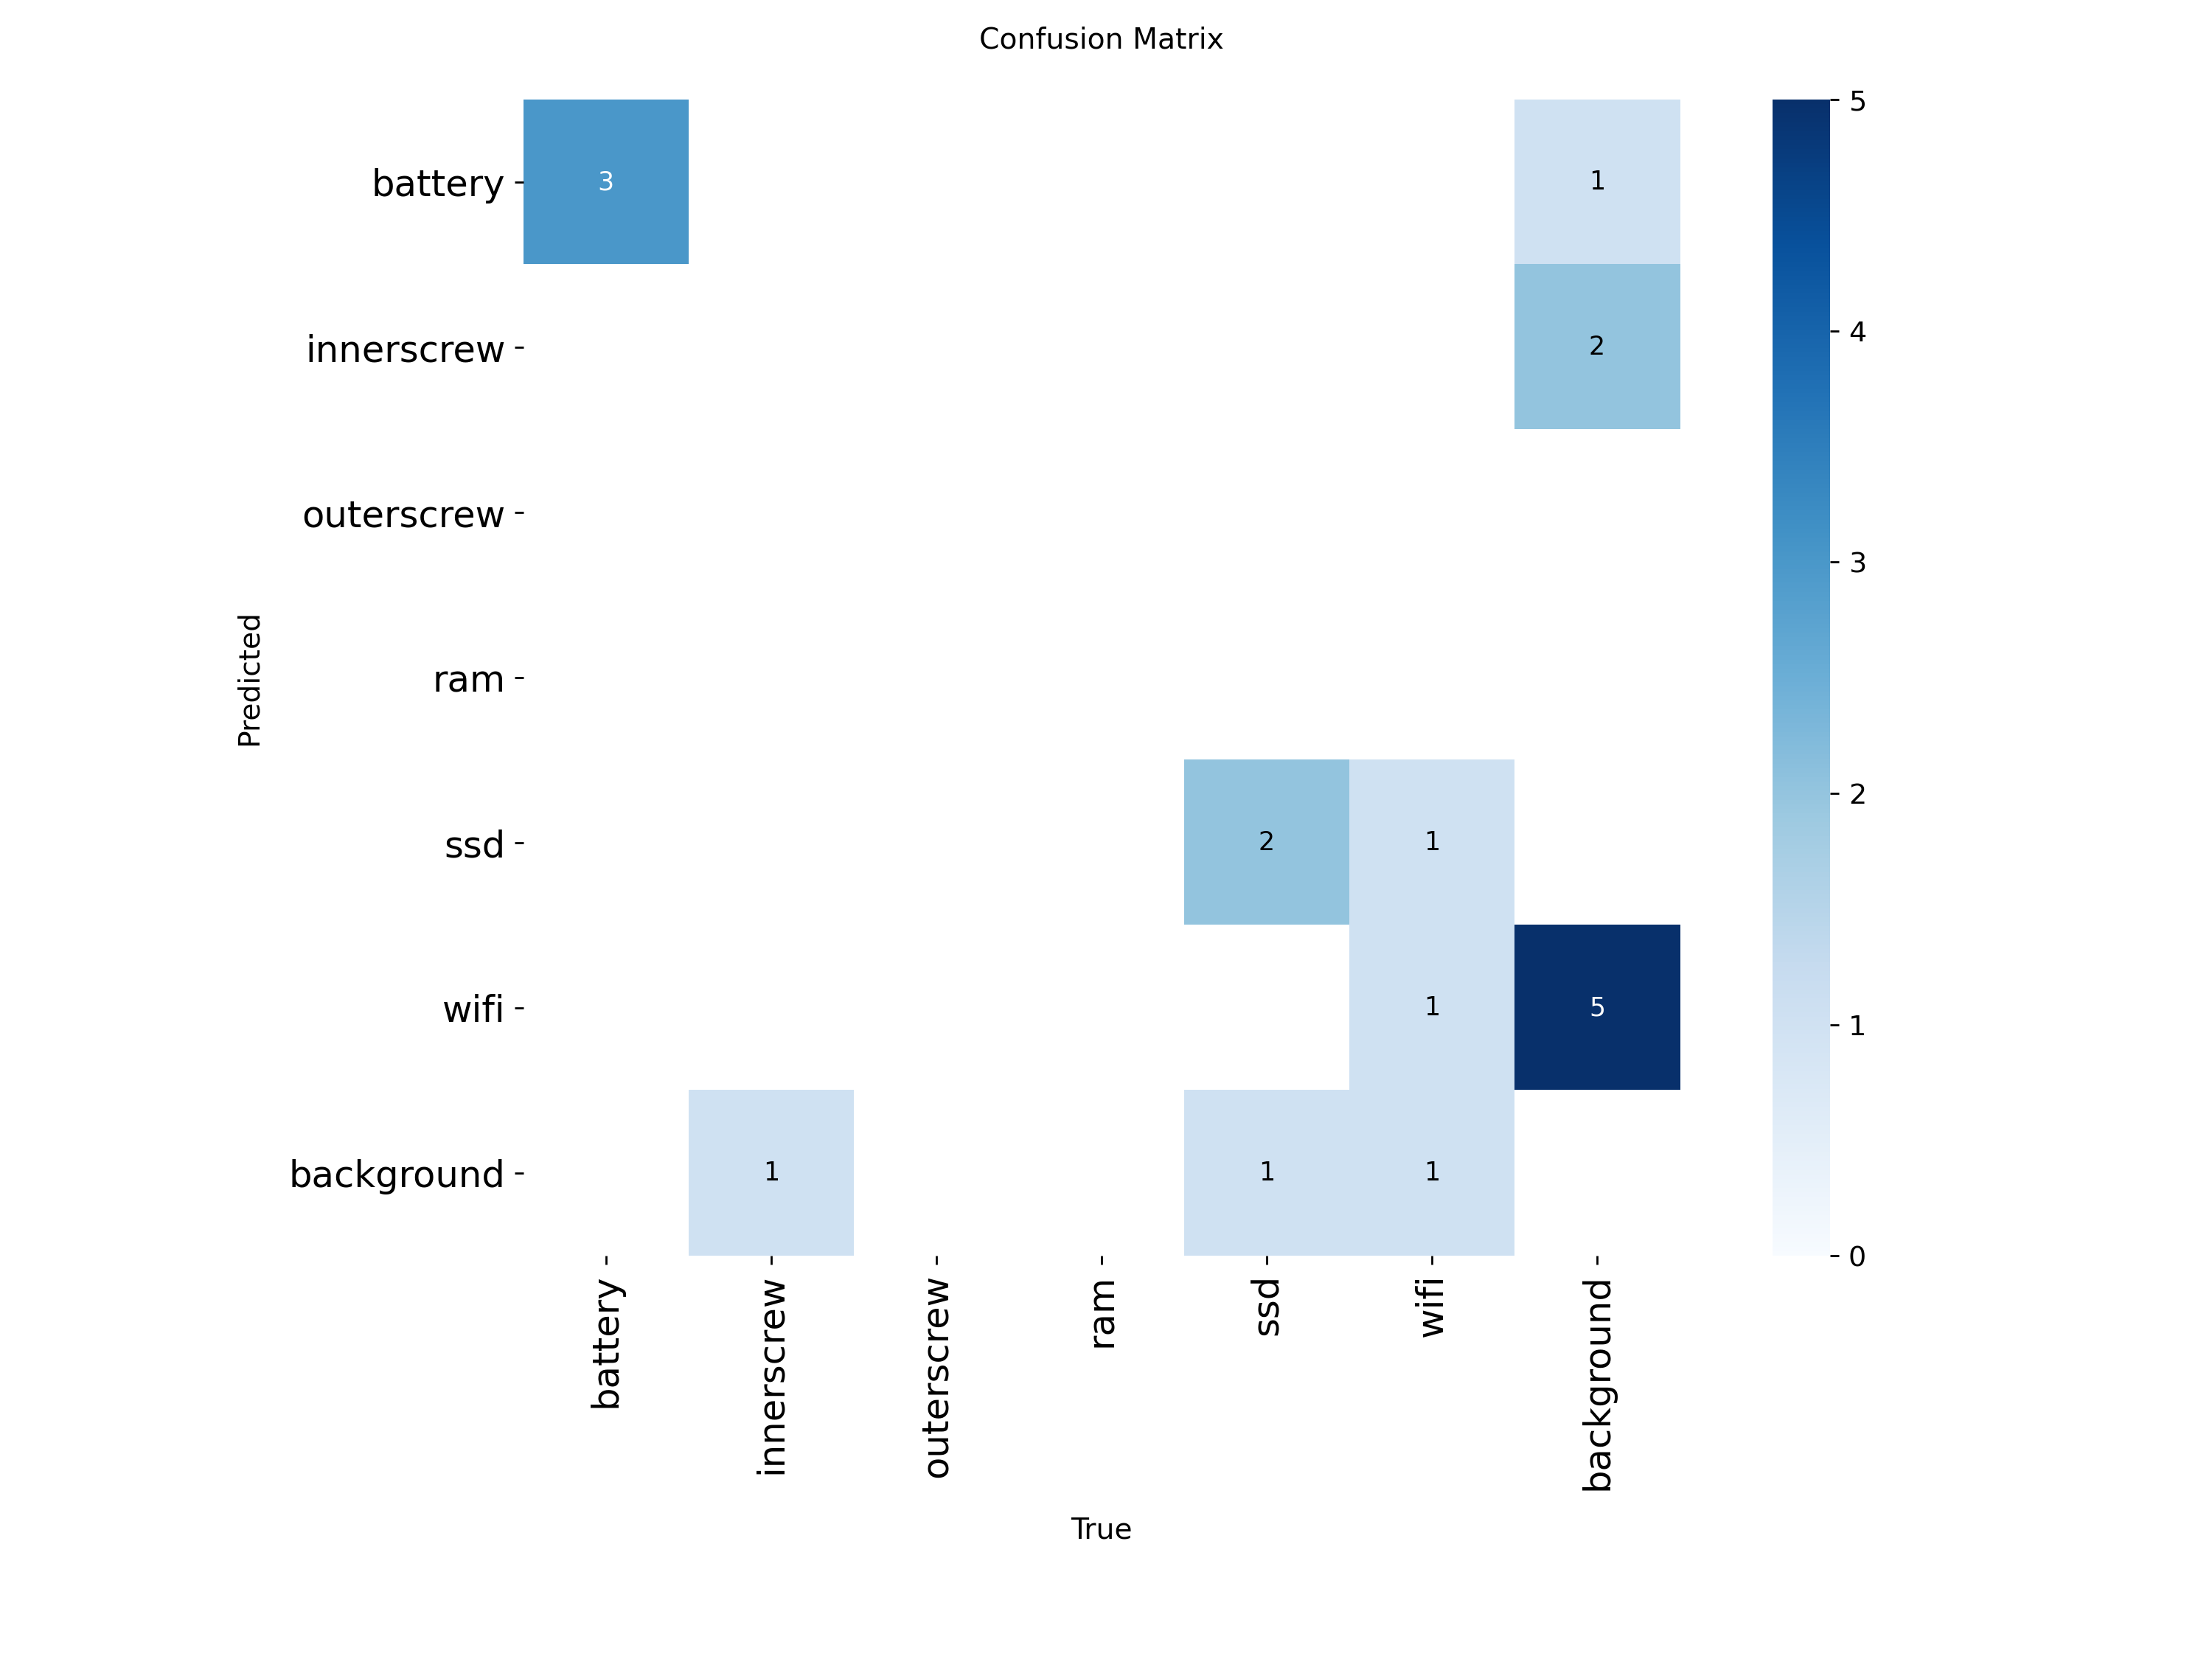 Confusion Matrix
battery
innerscrew
outerscrew
ram
ssd
wifi
background
Predicted
3
1
2
2
1
1
5
1
1
1
battery
innerscrew
outerscrew
ram
ssd
wifi
background
True
5
4
3
2
1
0